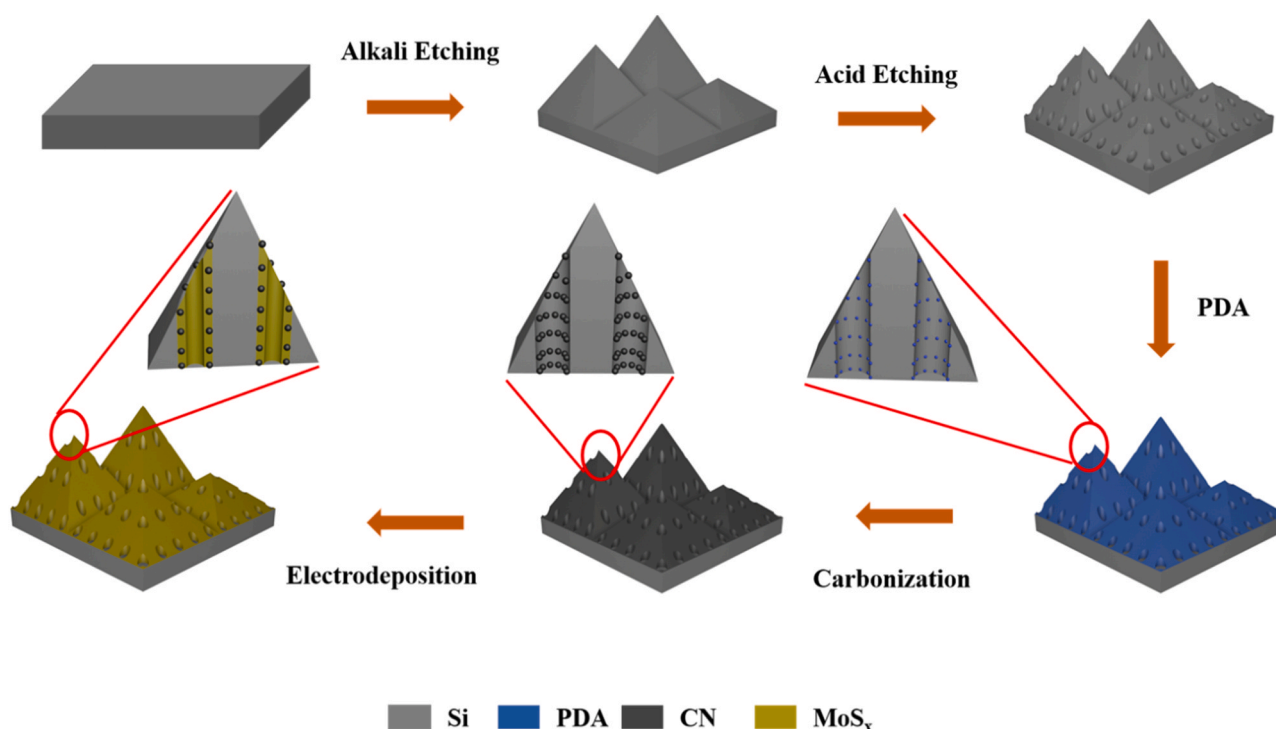 Alkali Etching
Acid Etching
PDA
Electrodeposition
Carbonization
Si PDA CN MoSₓ